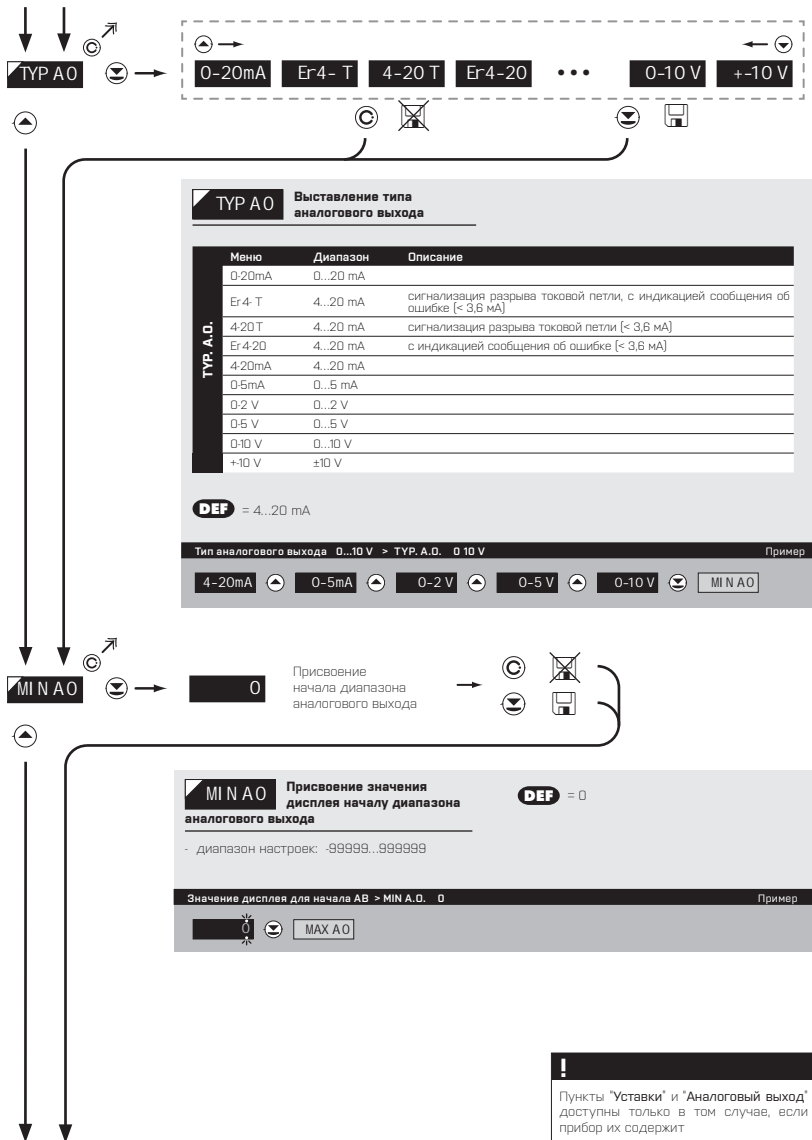 TYP A0
0-20mA Er4- T 4-20 T Er4-20 ••• 0-10 V +-10 V
TYP A0
Выставление типа
аналогового выхода
Меню Диапазон Описание
TYP. A.O.
0-20mA 0...20 mA
Er4- T 4...20 mA сигнализация разрыва токовой петли, с индикацией сообщения об
ошибке (< 3,6 мА)
4-20 T 4...20 mA сигнализация разрыва токовой петли (< 3,6 мА)
Er4-20 4...20 mA с индикацией сообщения об ошибке (< 3,6 мА)
4-20mA 4...20 mA
0-5mA 0...5 mA
0-2 V 0...2 V
0-5 V 0...5 V
0-10 V 0...10 V
+-10 V ±10 V
DEF = 4...20 mA
Тип аналогового выхода 0...10 V > TYP. A.O. 0 10 V Пример
4-20mA 0-5mA 0-2 V 0-5 V 0-10 V MIN A0
MIN A0
0
Присвоение
начала диапазона
аналогового выхода
MIN A0
Присвоение значения
дисплея началу диапазона
аналогового выхода
DEF = 0
- диапазон настроек: -99999...999999
Значение дисплея для начала АВ > MIN A.O. 0 Пример
0 MAX A0
!
Пункты "Уставки" и "Аналоговый выход"
доступны только в том случае, если
прибор их содержит